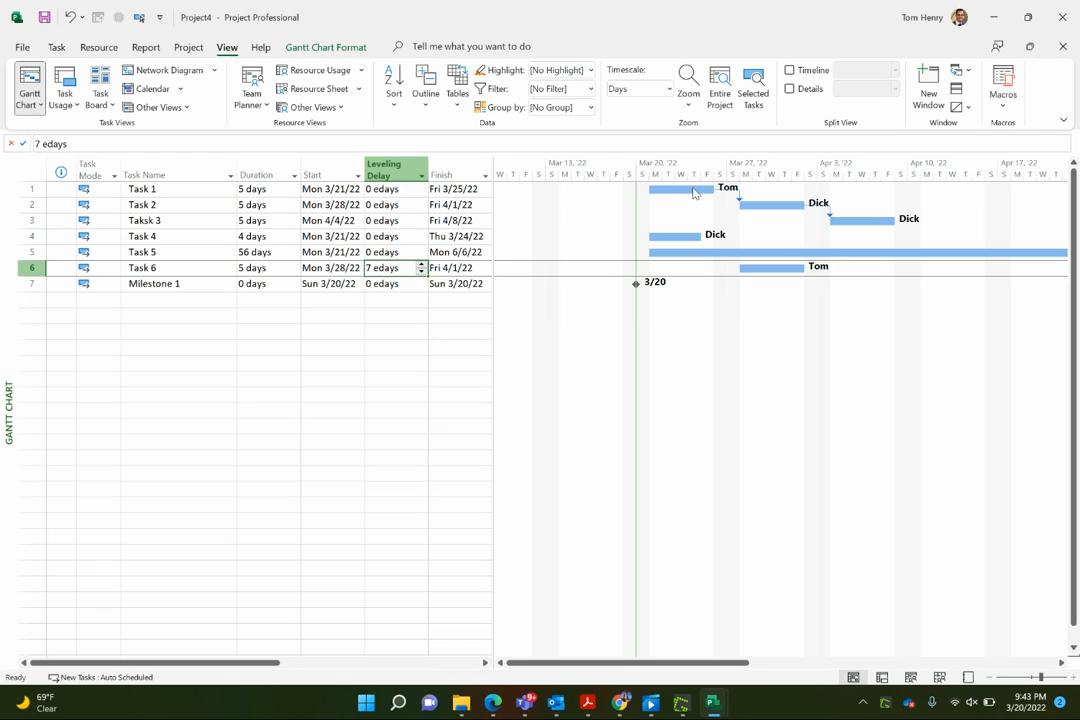 Project4 - Project Professional
Tom Henry
File Task Resource Report Project View Help Gantt Chart Format Tell me what you want to do
Gantt Chart
Task Usage
Task Board
Network Diagram
Calendar
Other Views
Task Views
Team Planner
Resource Usage
Resource Sheet
Other Views
Resource Views
Sort
Outline
Tables
Highlight: [No Highlight]
Filter: [No Filter]
Group by: [No Group]
Data
Timescale:
Days
Zoom
Entire Project
Selected Tasks
Zoom
Timeline
Details
Split View
New Window
Window
Macros
Macros
7 edays
Task Mode Task Name Duration Start Leveling Delay Finish
Mar 13, '22 Mar 20, '22 Mar 27, '22 Apr 3, '22 Apr 10, '22 Apr 17, '22
W T F S S M T W T F S S M T W T F S S M T W T F S S M T W T F S S M T W T F S S M T W T
1 Task 1 5 days Mon 3/21/22 0 edays Fri 3/25/22 Tom
2 Task 2 5 days Mon 3/28/22 0 edays Fri 4/1/22 Dick
3 Taksk 3 5 days Mon 4/4/22 0 edays Fri 4/8/22 Dick
4 Task 4 4 days Mon 3/21/22 0 edays Thu 3/24/22 Dick
5 Task 5 56 days Mon 3/21/22 0 edays Mon 6/6/22
6 Task 6 5 days Mon 3/28/22 7 edays Fri 4/1/22 Tom
7 Milestone 1 0 days Sun 3/20/22 0 edays Sun 3/20/22 3/20
GANTT CHART
Ready New Tasks : Auto Scheduled
69°F
Clear
9+
9:43 PM
3/20/2022
2